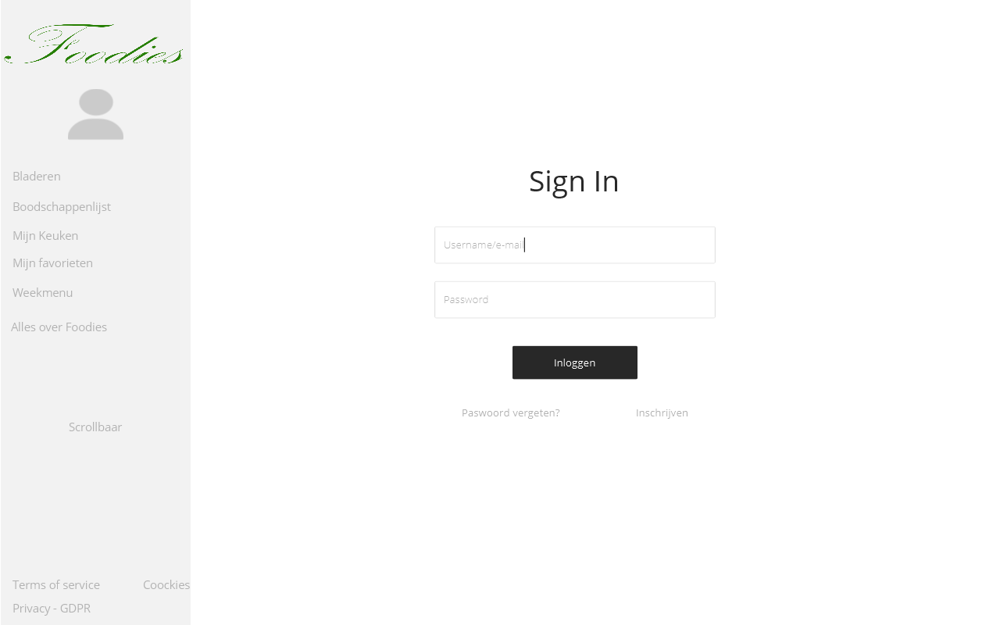 Foodies
Bladeren
Boodschappenlijst
Mijn Keuken
Mijn favorieten
Weekmenu
Alles over Foodies
Scrollbaar
Terms of service
Coockies
Privacy - GDPR
Sign In
Username/e-mail
Password
Inloggen
Paswoord vergeten?
Inschrijven